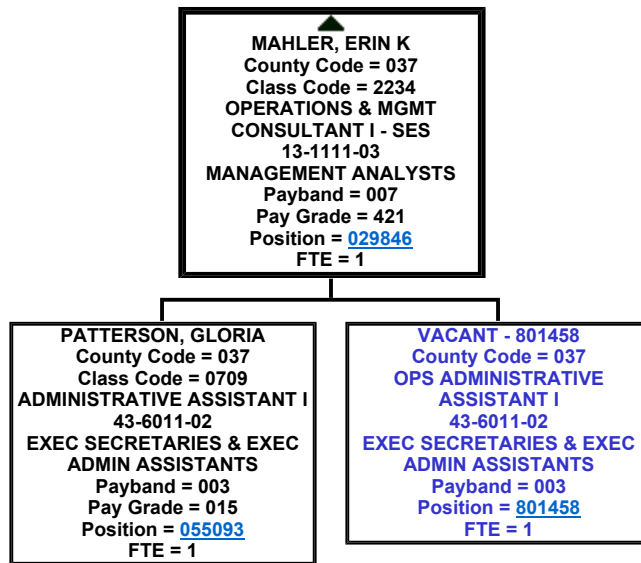 MAHLER, ERIN K
County Code = 037
Class Code = 2234
OPERATIONS & MGMT
CONSULTANT I - SES
13-1111-03
MANAGEMENT ANALYSTS
Payband = 007
Pay Grade = 421
Position = 029846
FTE = 1
PATTERSON, GLORIA
County Code = 037
Class Code = 0709
ADMINISTRATIVE ASSISTANT I
43-6011-02
EXEC SECRETARIES & EXEC
ADMIN ASSISTANTS
Payband = 003
Pay Grade = 015
Position = 055093
FTE = 1
VACANT - 801458
County Code = 037
OPS ADMINISTRATIVE
ASSISTANT I
43-6011-02
EXEC SECRETARIES & EXEC
ADMIN ASSISTANTS
Payband = 003
Position = 801458
FTE = 1